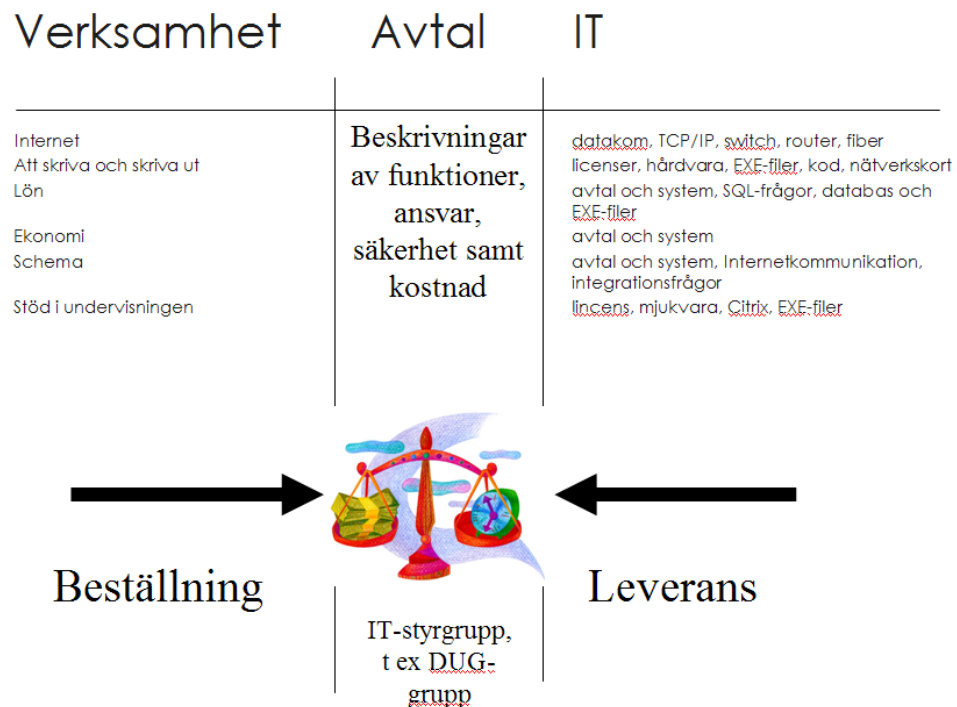 Verksamhet
Avtal
IT
Internet
Att skriva och skriva ut
Lön
Ekonomi
Schema
Stöd i undervisningen
Beskrivningar
av funktioner,
ansvar,
säkerhet samt
kostnad
datakom, TCP/IP, switch, router, fiber
licenser, hårdvara, EXE-filer, kod, nätverkskort
avtal och system, SQL-frågor, databas och
EXE-filer
avtal och system
avtal och system, Internetkommunikation,
integrationsfrågor
lincens, mjukvara, Citrix, EXE-filer
Beställning
Leverans
IT-styrgrupp,
t ex DUG-
grupp